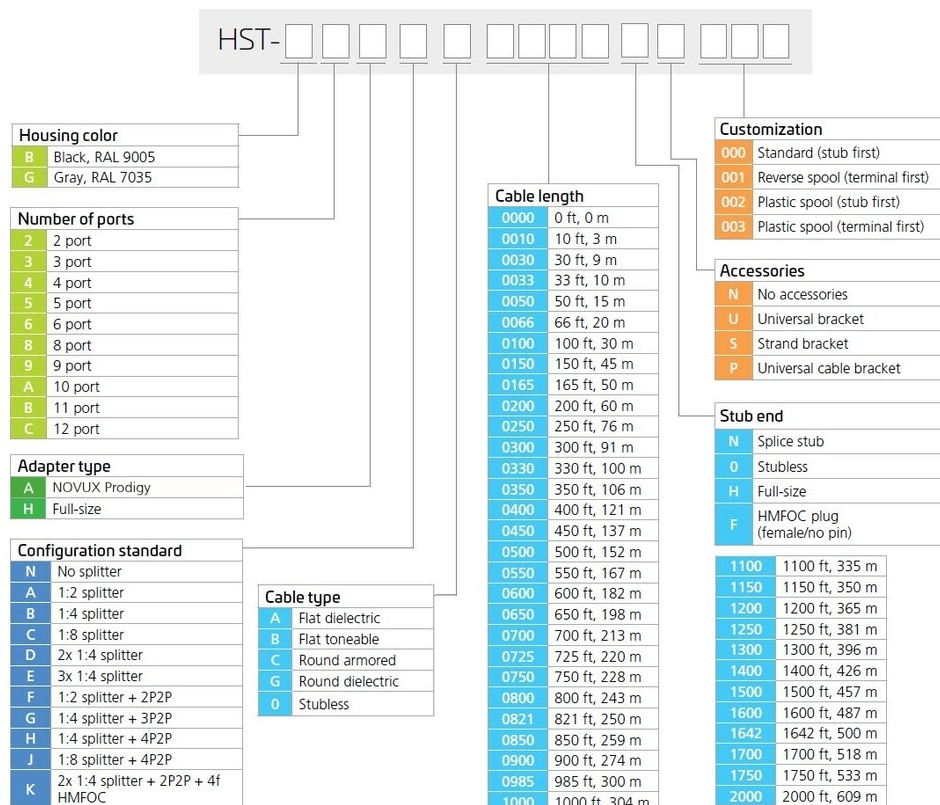 HST-
Housing color
B Black, RAL 9005
G Gray, RAL 7035
Number of ports
2 2 port
3 3 port
4 4 port
5 5 port
6 6 port
8 8 port
9 9 port
A 10 port
B 11 port
C 12 port
Adapter type
A NOVUX Prodigy
H Full-size
Configuration standard
N No splitter
A 1:2 splitter
B 1:4 splitter
C 1:8 splitter
D 2x 1:4 splitter
E 3x 1:4 splitter
F 1:2 splitter + 2P2P
G 1:4 splitter + 3P2P
H 1:4 splitter + 4P2P
J 1:8 splitter + 4P2P
K 2x 1:4 splitter + 2P2P + 4f
HMFOC
Cable type
A Flat dielectric
B Flat toneable
C Round armored
G Round dielectric
0 Stubless
Cable length
0000 0 ft, 0 m
0010 10 ft, 3 m
0030 30 ft, 9 m
0033 33 ft, 10 m
0050 50 ft, 15 m
0066 66 ft, 20 m
0100 100 ft, 30 m
0150 150 ft, 45 m
0165 165 ft, 50 m
0200 200 ft, 60 m
0250 250 ft, 76 m
0300 300 ft, 91 m
0330 330 ft, 100 m
0350 350 ft, 106 m
0400 400 ft, 121 m
0450 450 ft, 137 m
0500 500 ft, 152 m
0550 550 ft, 167 m
0600 600 ft, 182 m
0650 650 ft, 198 m
0700 700 ft, 213 m
0725 725 ft, 220 m
0750 750 ft, 228 m
0800 800 ft, 243 m
0821 821 ft, 250 m
0850 850 ft, 259 m
0900 900 ft, 274 m
0985 985 ft, 300 m
1000 1000 ft, 304 m
Customization
000 Standard (stub first)
001 Reverse spool (terminal first)
002 Plastic spool (stub first)
003 Plastic spool (terminal first)
Accessories
N No accessories
U Universal bracket
S Strand bracket
P Universal cable bracket
Stub end
N Splice stub
0 Stubless
H Full-size
F HMFOC plug
(female/no pin)
1100 1100 ft, 335 m
1150 1150 ft, 350 m
1200 1200 ft, 365 m
1250 1250 ft, 381 m
1300 1300 ft, 396 m
1400 1400 ft, 426 m
1500 1500 ft, 457 m
1600 1600 ft, 487 m
1642 1642 ft, 500 m
1700 1700 ft, 518 m
1750 1750 ft, 533 m
2000 2000 ft, 609 m